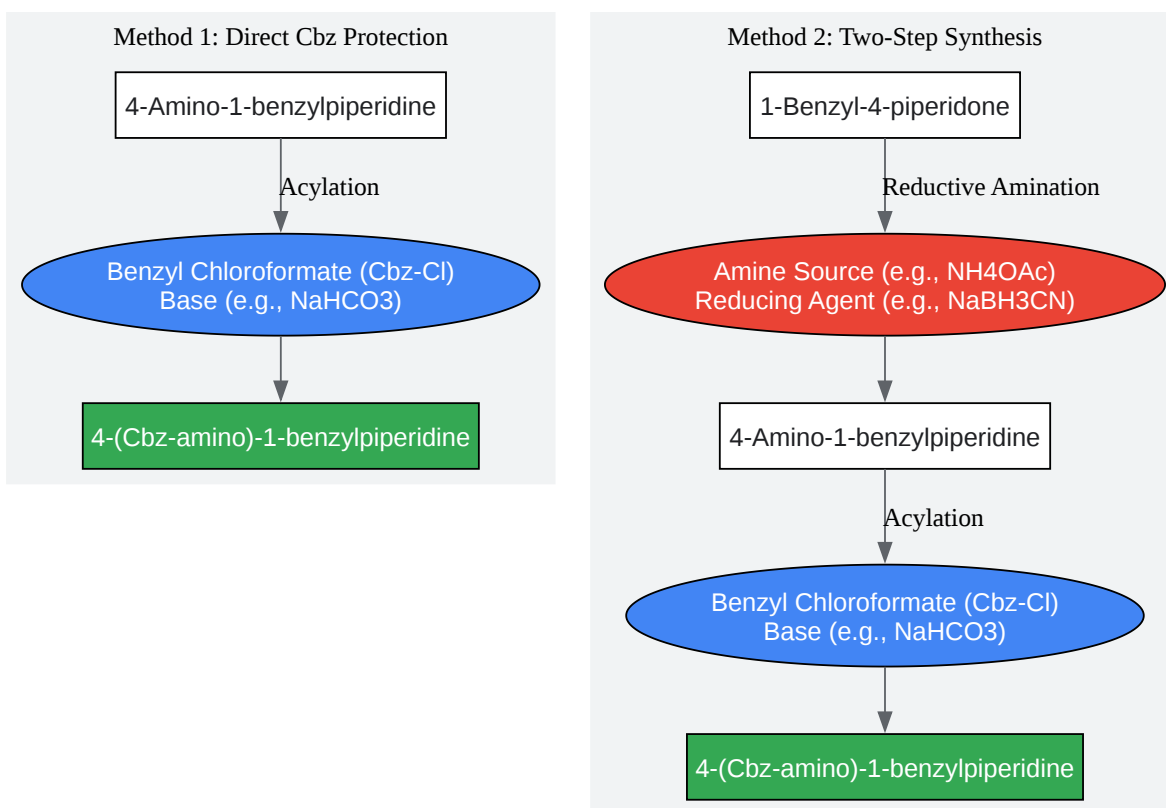 Method 1: Direct Cbz Protection
4-Amino-1-benzylpiperidine
Acylation
Benzyl Chloroformate (Cbz-Cl)
Base (e.g., NaHCO3)
4-(Cbz-amino)-1-benzylpiperidine
Method 2: Two-Step Synthesis
1-Benzyl-4-piperidone
Reductive Amination
Amine Source (e.g., NH4OAc)
Reducing Agent (e.g., NaBH3CN)
4-Amino-1-benzylpiperidine
Acylation
Benzyl Chloroformate (Cbz-Cl)
Base (e.g., NaHCO3)
4-(Cbz-amino)-1-benzylpiperidine